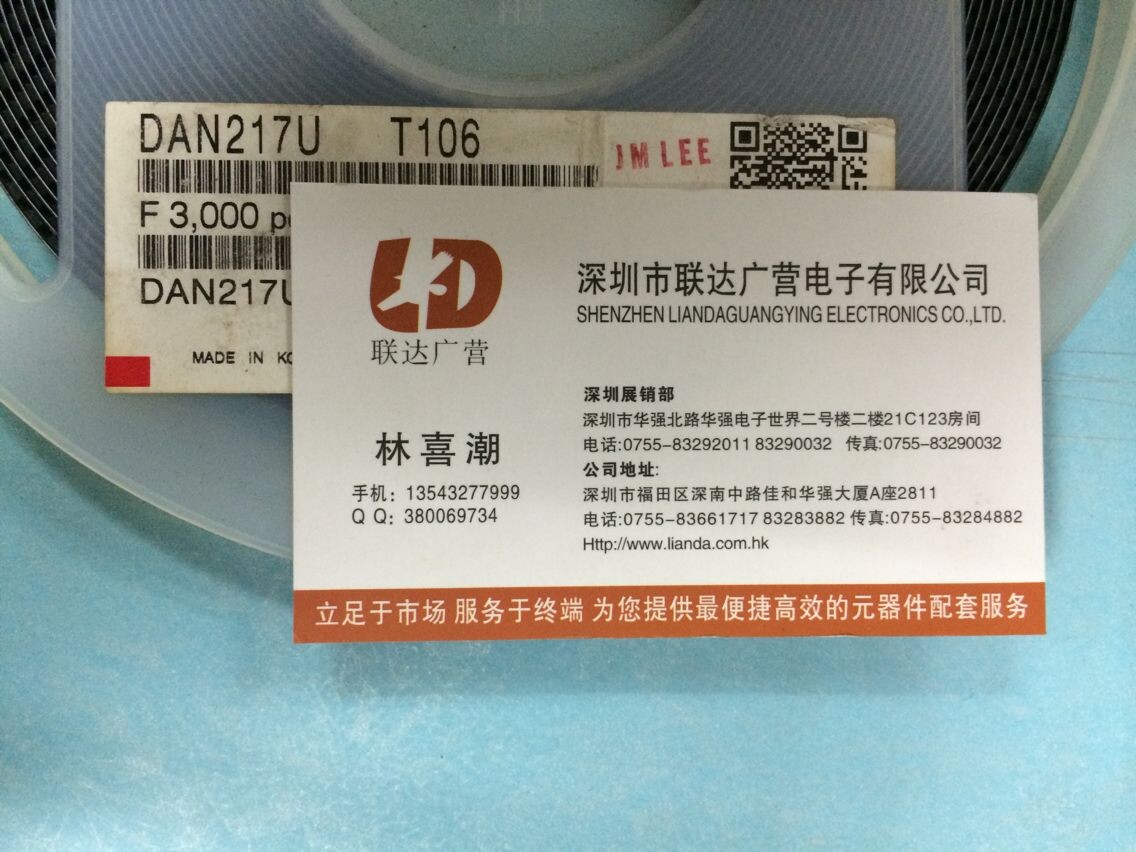 DAN217U T106
JM LEE
F 3,000
DAN217U
MADE IN
联达广营
深圳市联达广营电子有限公司
SHENZHEN LIANDAGUANGYING ELECTRONICS CO.,LTD.
林喜潮
手机：13543277999
Q Q：380069734
深圳展销部
深圳市华强北路华强电子世界二号楼二楼21C123房间
电话:0755-83292011 83290032 传真:0755-83290032
公司地址:
深圳市福田区深南中路佳和华强大厦A座2811
电话:0755-83661717 83283882 传真:0755-83284882
Http://www.lianda.com.hk
立足于市场 服务于终端 为您提供最便捷高效的元器件配套服务